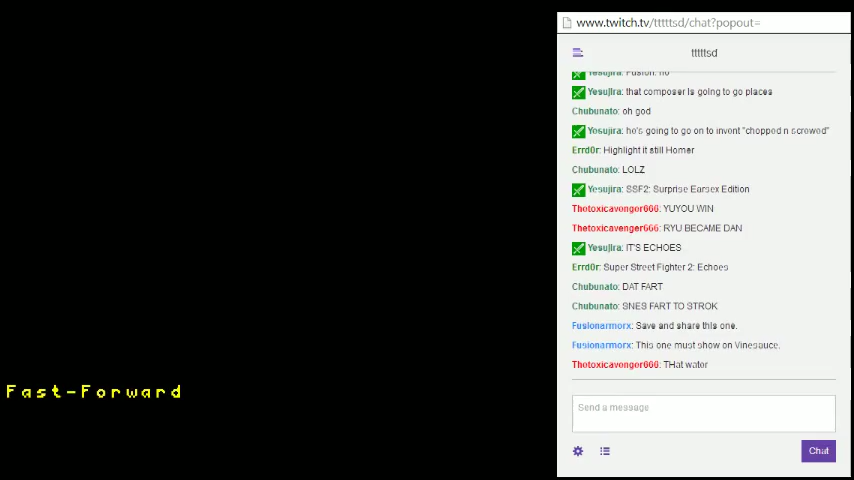 www.twitch.tv/tttttsd/chat?popout=
tttttsd
Yesujira: Fusion: no
Yesujira: that composer is going to go places
Chubunato: oh god
Yesujira: he's going to go on to invent "chopped n screwed"
Errd0r: Highlight it still Homer
Chubunato: LOLZ
Yesujira: SSF2: Surprise Earsex Edition
Thetoxicavenger666: YUYOU WIN
Thetoxicavenger666: RYU BECAME DAN
Yesujira: IT'S ECHOES
Errd0r: Super Street Fighter 2: Echoes
Chubunato: DAT FART
Chubunato: SNES FART TO STROK
Fusionarmorx: Save and share this one.
Fusionarmorx: This one must show on Vinesauce.
Thetoxicavenger666: THat water
Fast-Forward
Send a message
Chat